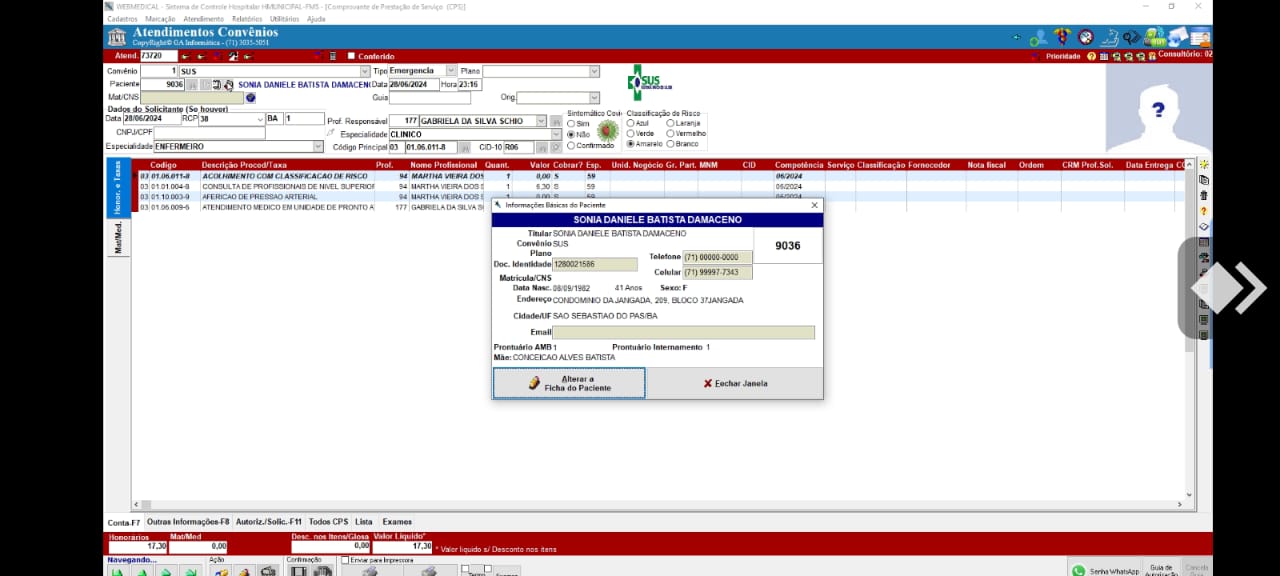 WEBMEDICAL - Sistema de Controle Hospitalar HMUNICIPAL-FMS - [Comprovante de Prestação de Serviço (CPS)]
Cadastros Marcação Atendimento Relatórios Utilitários Ajuda
Atendimentos Convênios
CopyRight© GA Informática - (71) 3035-5051
Atend. 73720 Conferido Prioridade Consultório: 02
Convênio 1 SUS Tipo Emergencia Plano
Paciente 9036 SONIA DANIELE BATISTA DAMACEN Data 28/06/2024 Hora 23:16
Mat/CNS Guia Orig.
SUS
Dados do Solicitante (Se houver)
Data 28/06/2024 RCP 38 BA 1 Prof. Responsável 177 GABRIELA DA SILVA SCHIO
CNPJ/CPF Especialidade CLINICO
Especialidade ENFERMEIRO Código Principal 03 01.06.011-8 CID-10 R06
Sintomático Covi
Sim
Não
Confirmado
Classificação de Risco
Azul Laranja
Verde Vermelho
Amarelo Branco
Honor. e Taxas
Mat/Med.
Codigo Descrição Proced/Taxa Prof. Nome Profissional Quant. Valor Cobrar? Esp. Unid. Negócio Gr. Part. MNM CID Competência Serviço Classificação Fornecedor Nota fiscal Ordem CRM Prof.Sol. Data Entrega
03 01.06.011-8 ACOLHIMENTO COM CLASSIFICACAO DE RISCO 94 MARTHA VIEIRA DOS 1 0,00 S 59 06/2024
03 01.01.004-8 CONSULTA DE PROFISSIONAIS DE NIVEL SUPERIOR 94 MARTHA VIEIRA DOS S 1 6,30 S 59 06/2024
03 01.10.003-9 AFERICAO DE PRESSAO ARTERIAL 94 MARTHA VIEIRA DOS S 1 0,00 S 59 06/2024
03 01.06.009-6 ATENDIMENTO MEDICO EM UNIDADE DE PRONTO A 177 GABRIELA DA SILVA S
Informações Básicas do Paciente
SONIA DANIELE BATISTA DAMACENO
Titular SONIA DANIELE BATISTA DAMACENO
9036
Convênio SUS
Plano
Telefone (71) 00000-0000
Doc. Identidade 1280021586
Celular (71) 99997-7343
Matrícula/CNS
Data Nasc. 08/09/1982 41 Anos Sexo: F
Endereço CONDOMINIO DA JANGADA, 209, BLOCO 37JANGADA
Cidade/UF SAO SEBASTIAO DO PAS/BA
Email
Prontuário AMB 1 Prontuário Internamento 1
Mãe: CONCEICAO ALVES BATISTA
Alterar a
Ficha do Paciente
Fechar Janela
Conta-F7 Outras Informações-F8 Autoriz./Solic.-F11 Todos CPS Lista Exames
Honorários Mat/Med Desc. nos Itens/Glosa Valor Líquido*
17,30 0,00 0,00 17,30 * Valor liquido s/ Desconto nos itens
Navegando... Ação Confirmação Enviar para Impressora
Senha WhatsApp Guia de